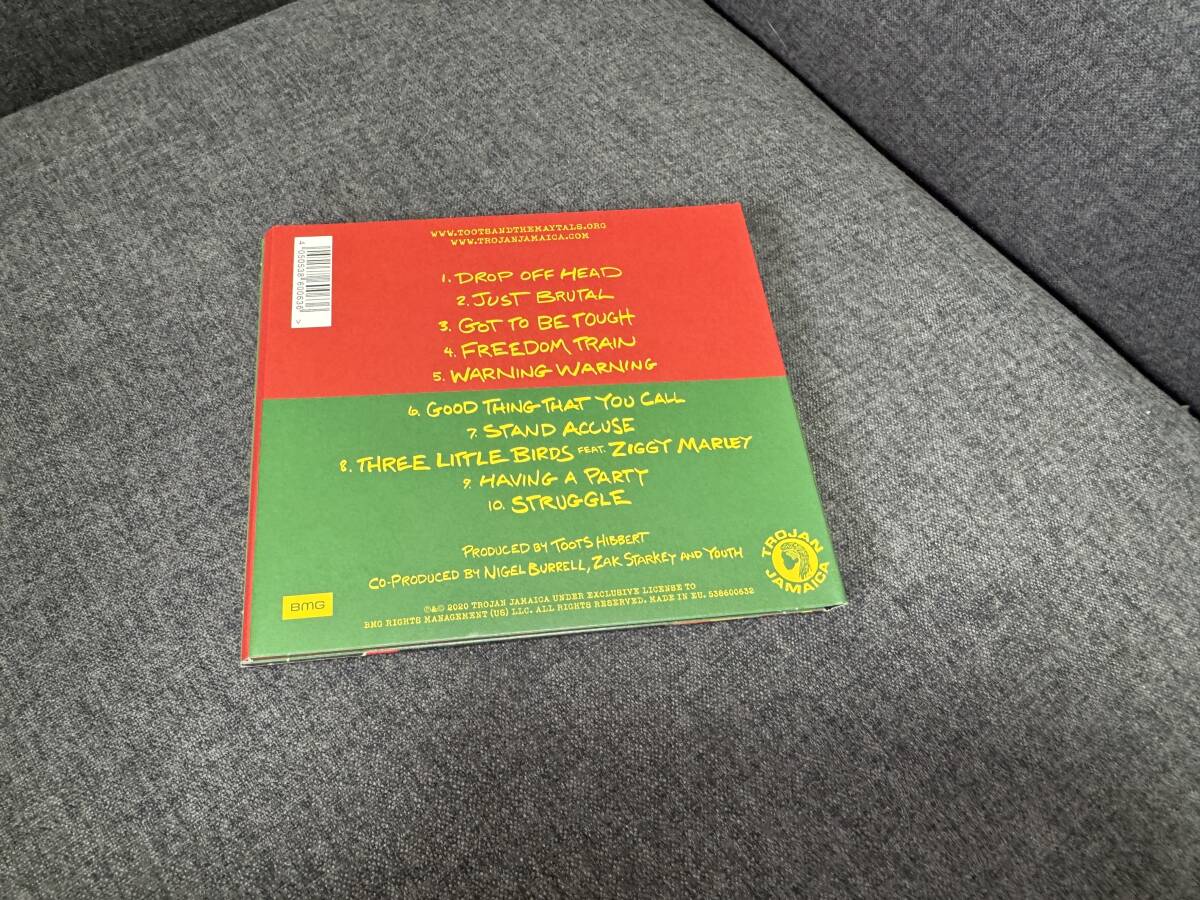 WWW.TOOTSANDTHEMAYTALS.ORG
WWW.TROJANJAMAICA.COM
4 050538 600636 >
1. DROP OFF HEAD
2. JUST BRUTAL
3. GOT TO BE TOUGH
4. FREEDOM TRAIN
5. WARNING WARNING
6. GOOD THING THAT YOU CALL
7. STAND ACCUSE
8. THREE LITTLE BIRDS FEAT. ZIGGY MARLEY
9. HAVING A PARTY
10. STRUGGLE
PRODUCED BY TOOTS HIBBERT
CO-PRODUCED BY NIGEL BURRELL, ZAK STARKEY AND YOUTH
TROJAN
JAMAICA
BMG
℗&© 2020 TROJAN JAMAICA UNDER EXCLUSIVE LICENSE TO
BMG RIGHTS MANAGEMENT (US) LLC. ALL RIGHTS RESERVED. MADE IN EU. 538600632